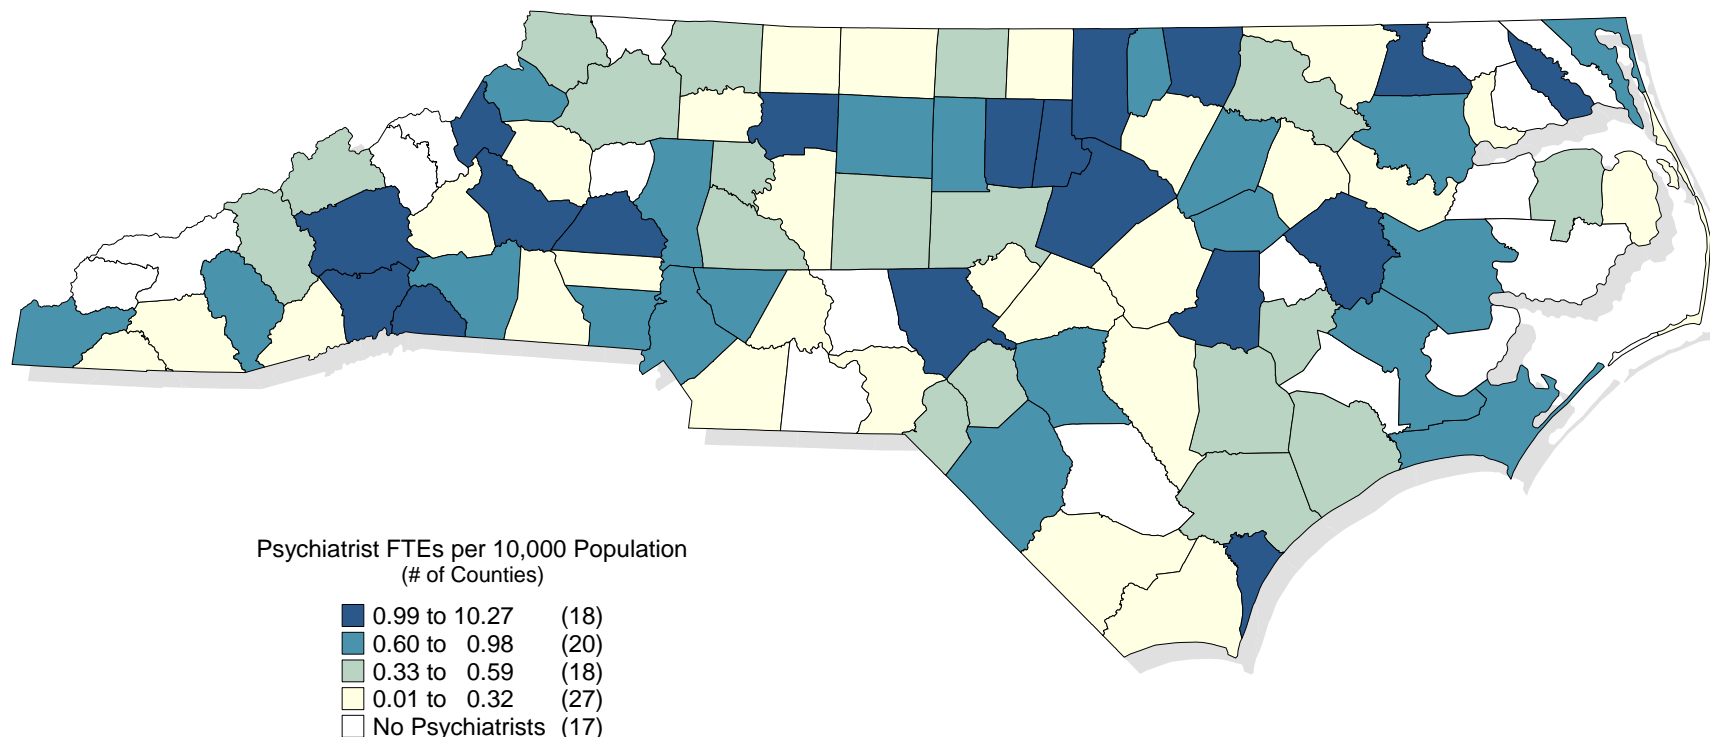 Psychiatrist FTEs per 10,000 Population
(# of Counties)
0.99 to 10.27 (18)
0.60 to 0.98 (20)
0.33 to 0.59 (18)
0.01 to 0.32 (27)
No Psychiatrists (17)